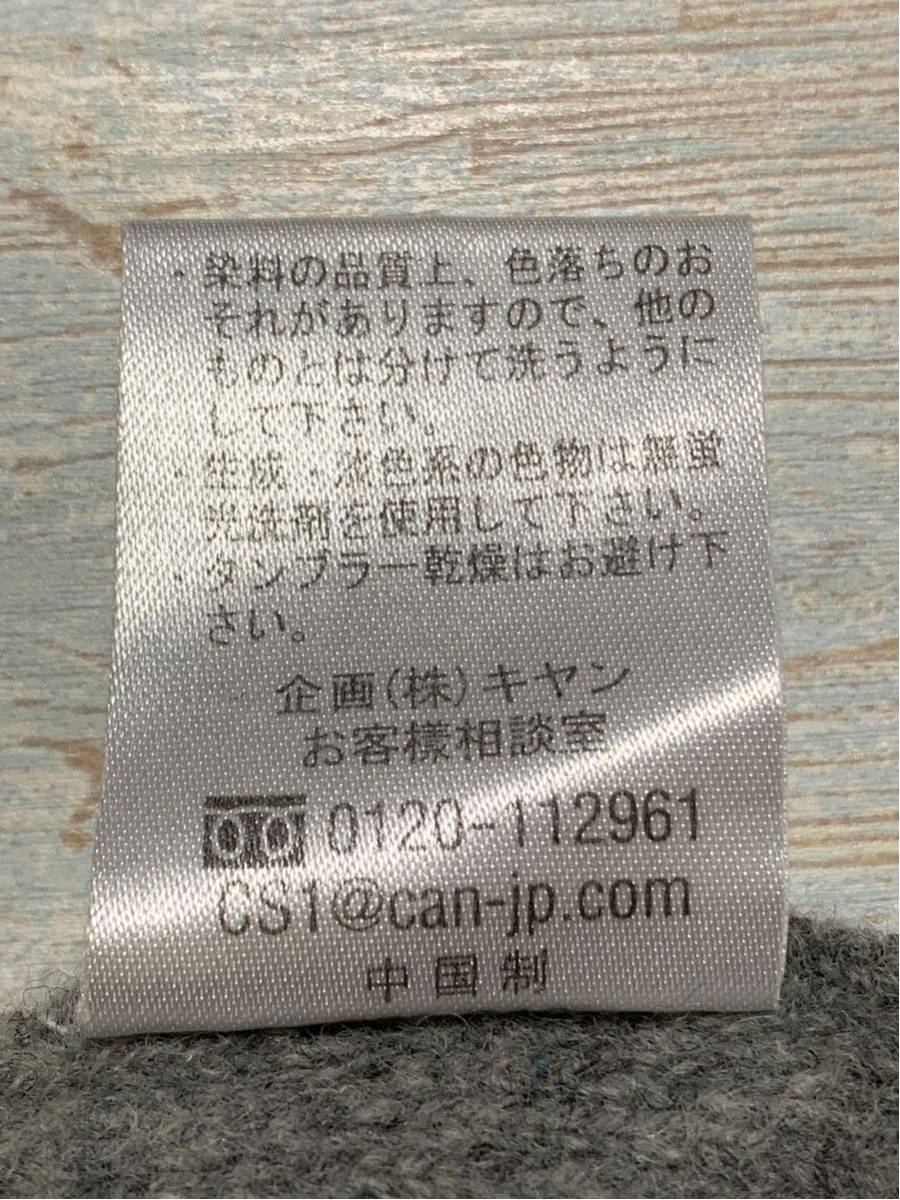 ・染料の品質上、色落ちのお
それがありますので、他の
ものとは分けて洗うように
して下さい。
・生成・淡色系の色物は無蛍
光洗剤を使用して下さい。
・タンブラー乾燥はお避け下
さい。
企画(株)キヤン
お客様相談室
0120-112961
CS1@can-jp.com
中国制